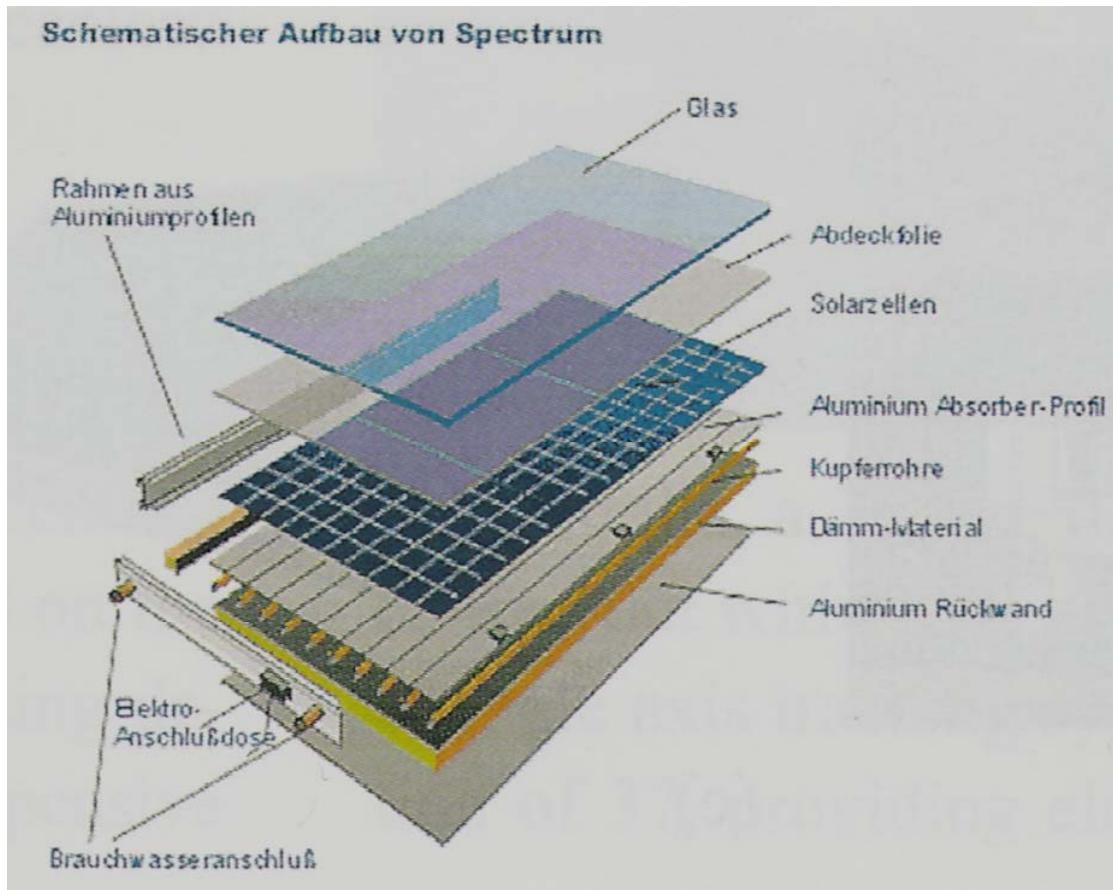 Schematischer Aufbau von Spectrum
Glas
Rahmen aus
Aluminiumprofilen
Abdeckfolie
Solarzellen
Aluminium Absorber-Profil
Kupferrohre
Dämm-Material
Aluminium Rückwand
Elektro-
Anschlußdose
Brauchwasseranschluß